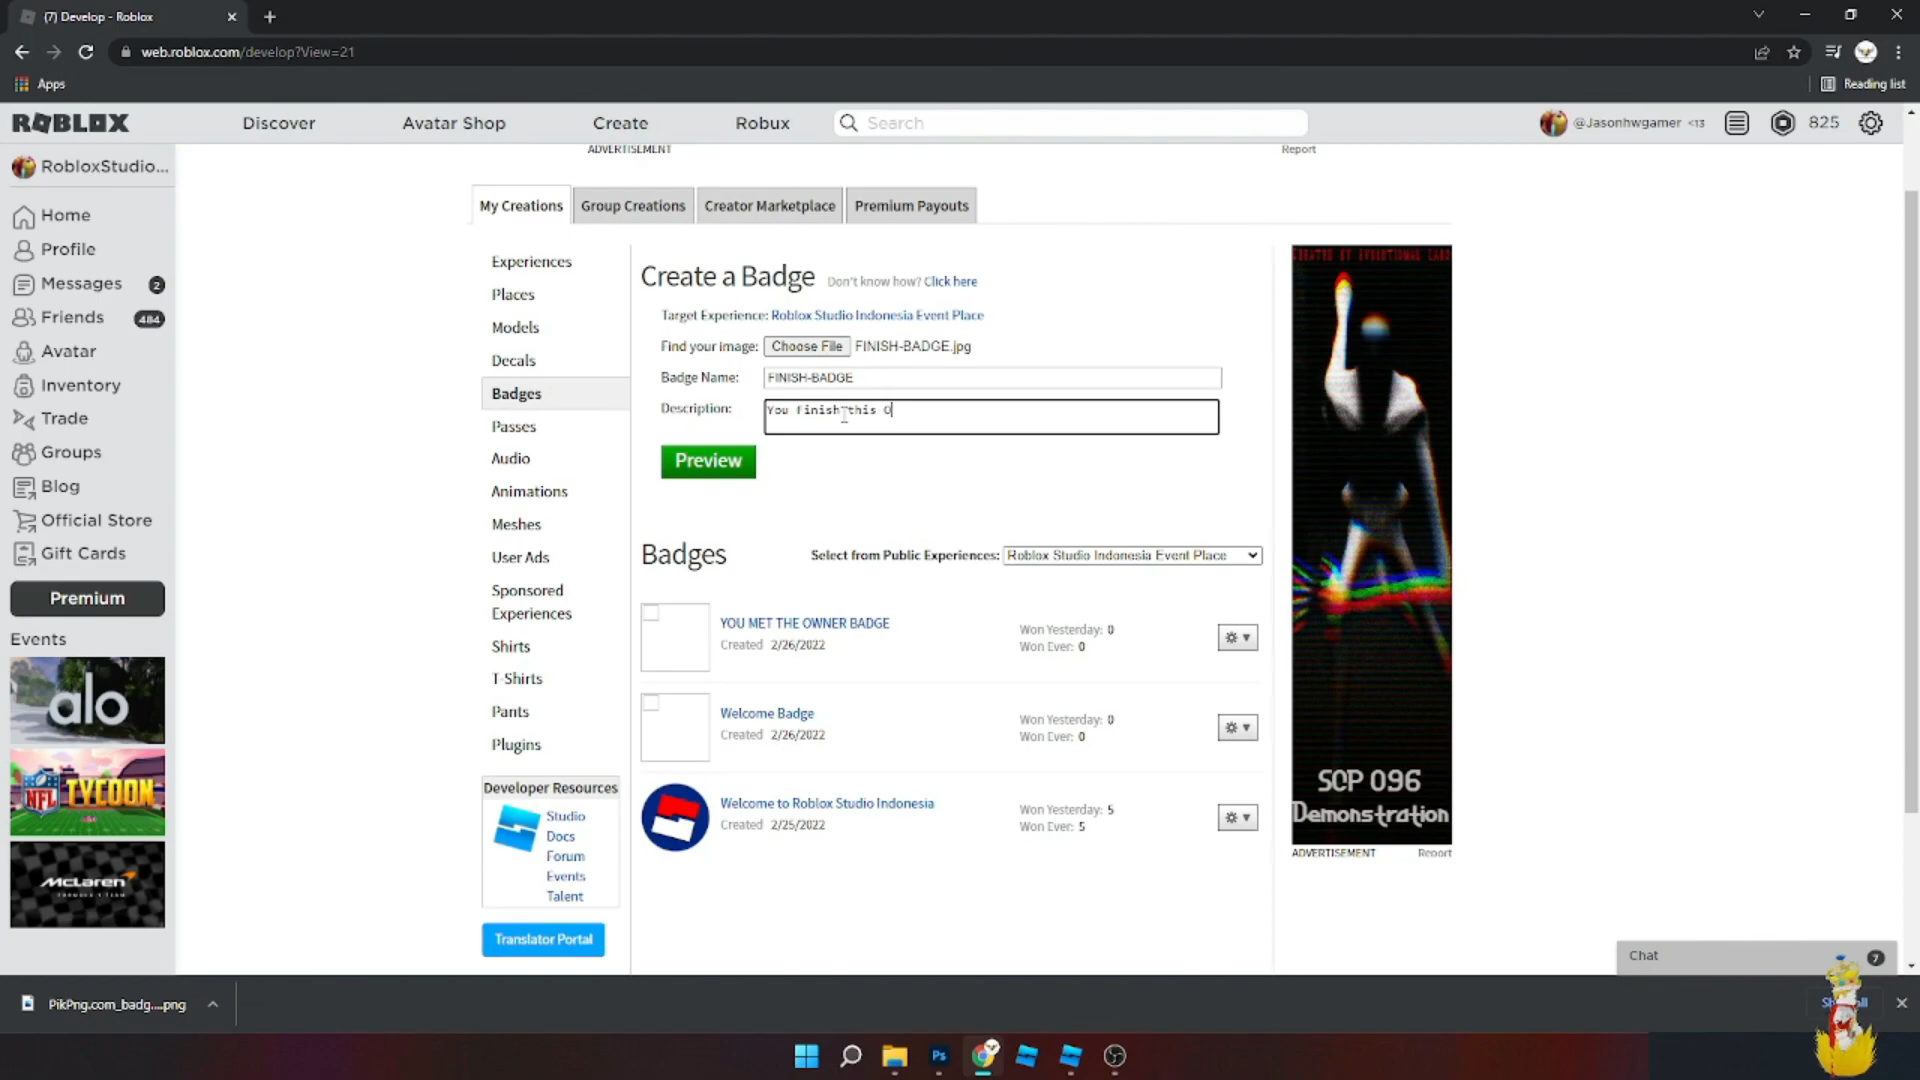 (7) Develop - Roblox
web.roblox.com/develop?View=21
Apps
Reading list
ROBLOX
Discover
Avatar Shop
Create
Robux
Search
@Jasonhwgamer <13
825
ADVERTISEMENT
Report
RobloxStudio...
Home
Profile
Messages 2
Friends 484
Avatar
Inventory
Trade
Groups
Blog
Official Store
Gift Cards
Premium
Events
alo
NFL TYCOON
McLaren
My Creations
Group Creations
Creator Marketplace
Premium Payouts
Experiences
Places
Models
Decals
Badges
Passes
Audio
Animations
Meshes
User Ads
Sponsored
Experiences
Shirts
T-Shirts
Pants
Plugins
Developer Resources
Studio
Docs
Forum
Events
Talent
Translator Portal
Create a Badge Don't know how? Click here
Target Experience: Roblox Studio Indonesia Event Place
Find your image: Choose File FINISH-BADGE.jpg
Badge Name: FINISH-BADGE
Description: You Finish this O
Preview
Badges
Select from Public Experiences: Roblox Studio Indonesia Event Place
YOU MET THE OWNER BADGE
Created 2/26/2022
Won Yesterday: 0
Won Ever: 0
Welcome Badge
Created 2/26/2022
Won Yesterday: 0
Won Ever: 0
Welcome to Roblox Studio Indonesia
Created 2/25/2022
Won Yesterday: 5
Won Ever: 5
SCP 096
Demonstration
ADVERTISEMENT
Report
Chat
7
PikPng.com_badg....png
Ps